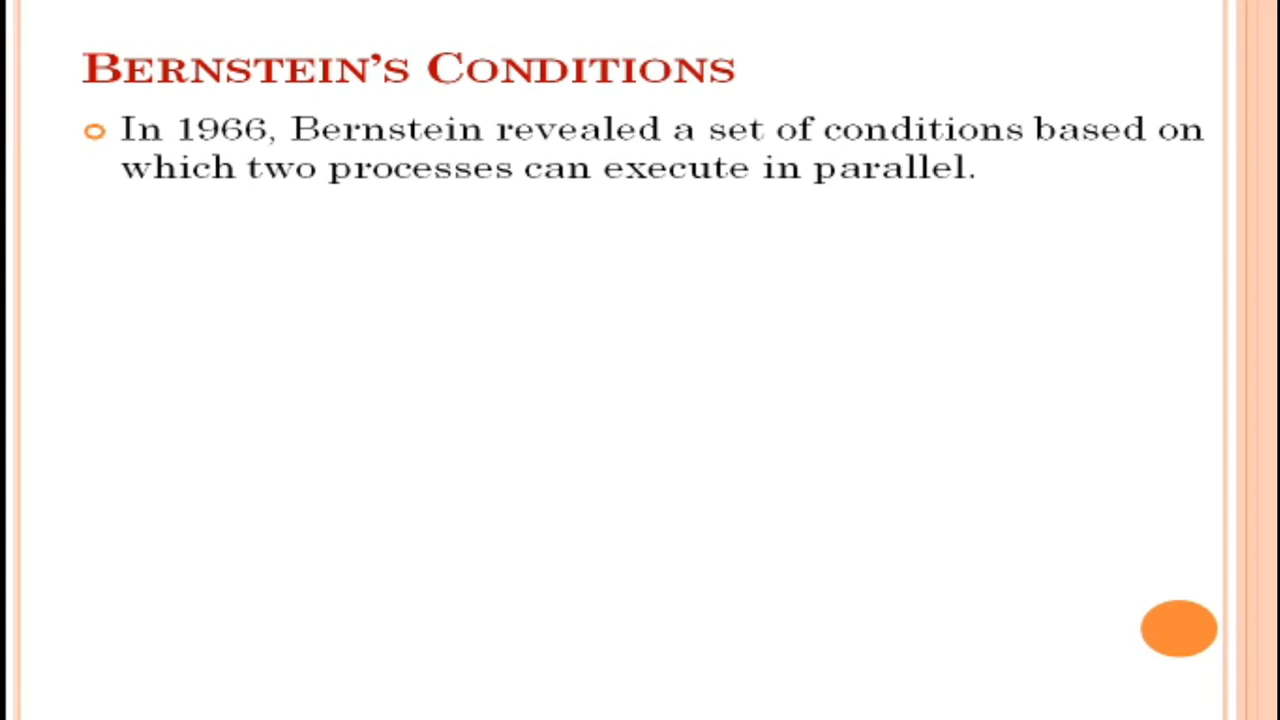 BERNSTEIN'S CONDITIONS
In 1966, Bernstein revealed a set of conditions based on
which two processes can execute in parallel.